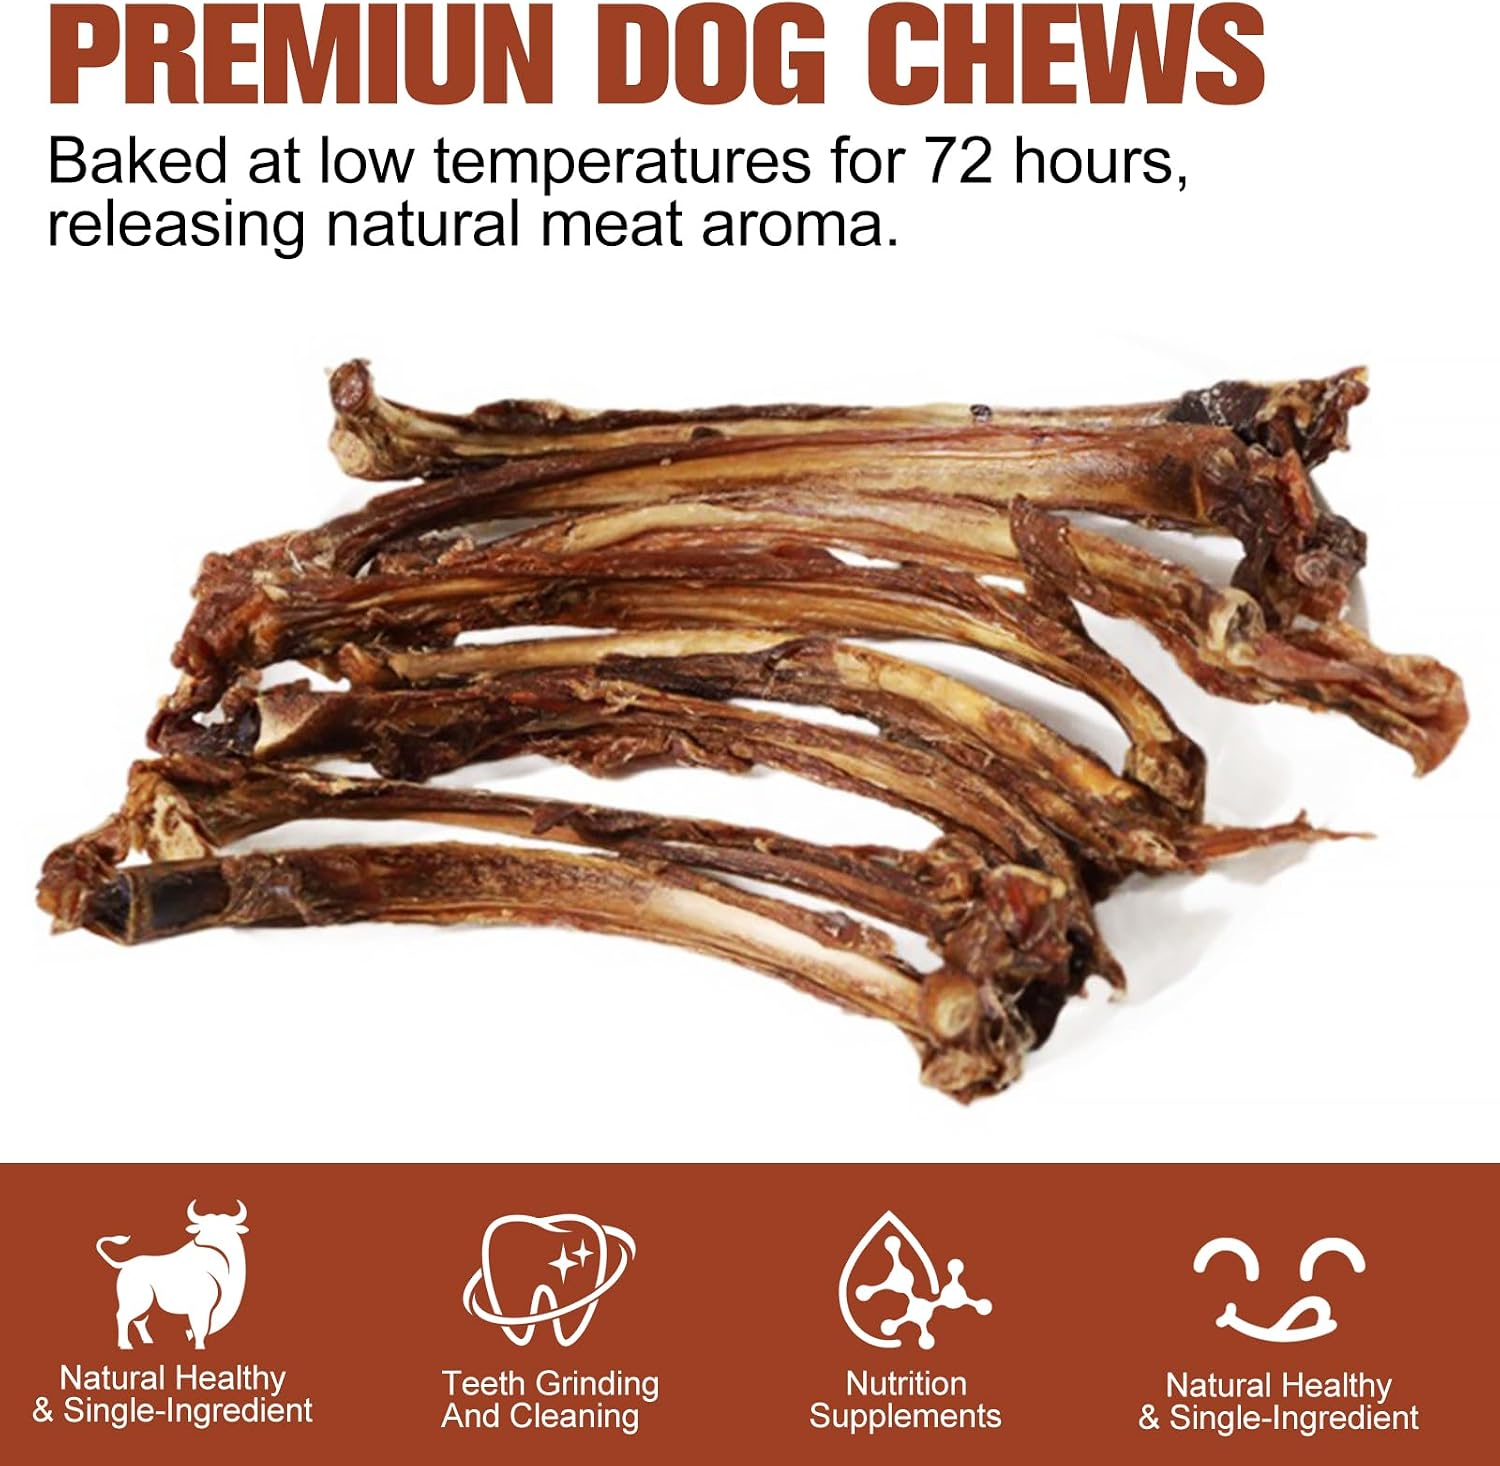 PREMIUN DOG CHEWS
Baked at low temperatures for 72 hours,
releasing natural meat aroma.
Natural Healthy
& Single-Ingredient
Teeth Grinding
And Cleaning
Nutrition
Supplements
Natural Healthy
& Single-Ingredient